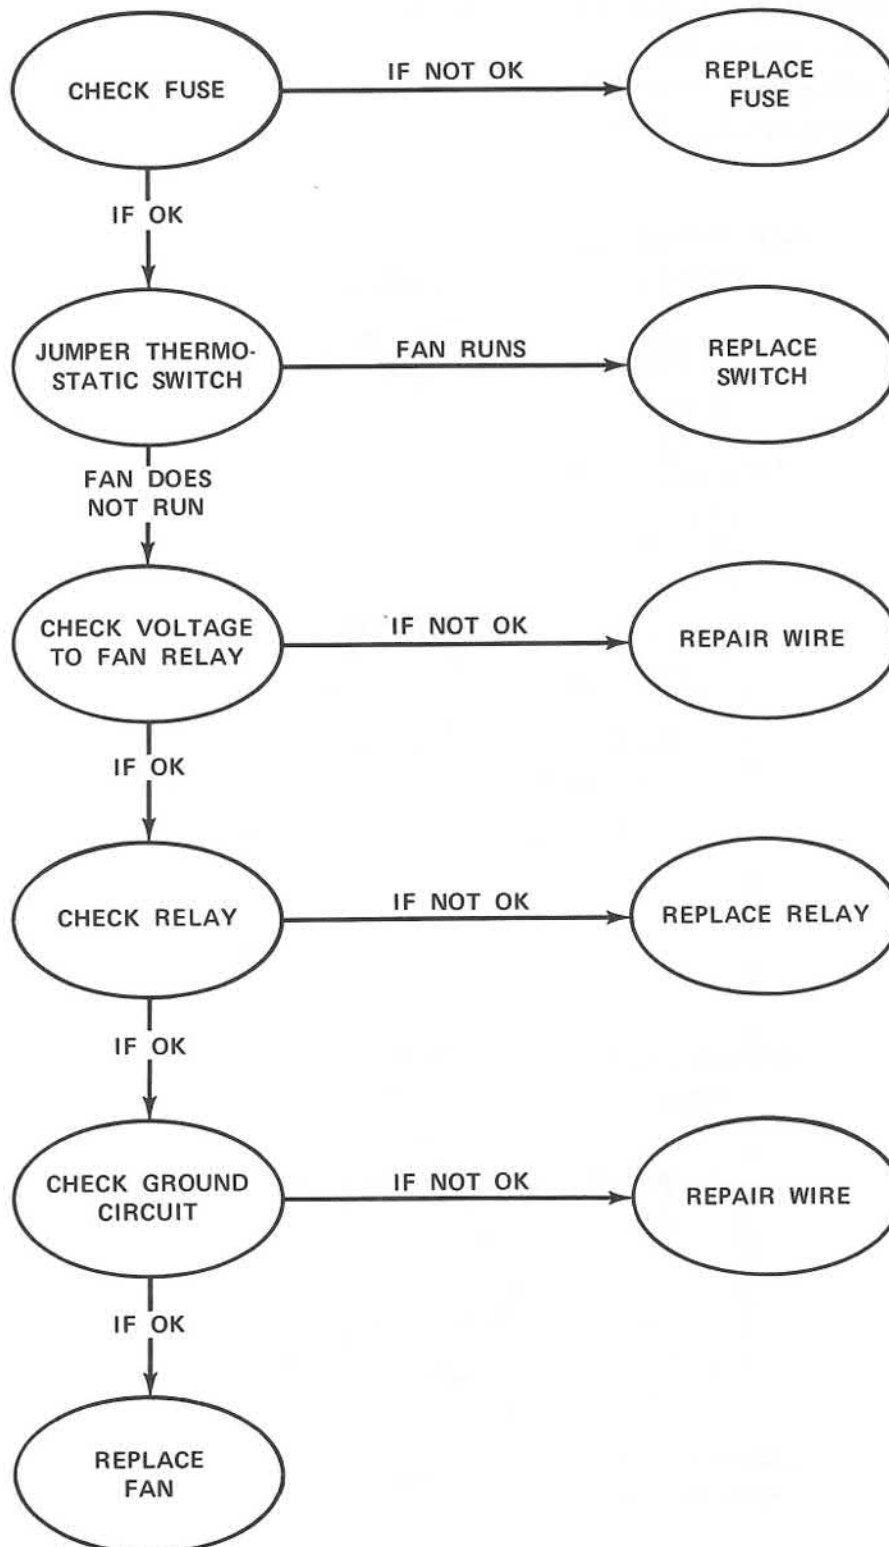 CHECK FUSE
IF NOT OK
REPLACE
FUSE
IF OK
JUMPER THERMO-
STATIC SWITCH
FAN RUNS
REPLACE
SWITCH
FAN DOES
NOT RUN
CHECK VOLTAGE
TO FAN RELAY
IF NOT OK
REPAIR WIRE
IF OK
CHECK RELAY
IF NOT OK
REPLACE RELAY
IF OK
CHECK GROUND
CIRCUIT
IF NOT OK
REPAIR WIRE
IF OK
REPLACE
FAN